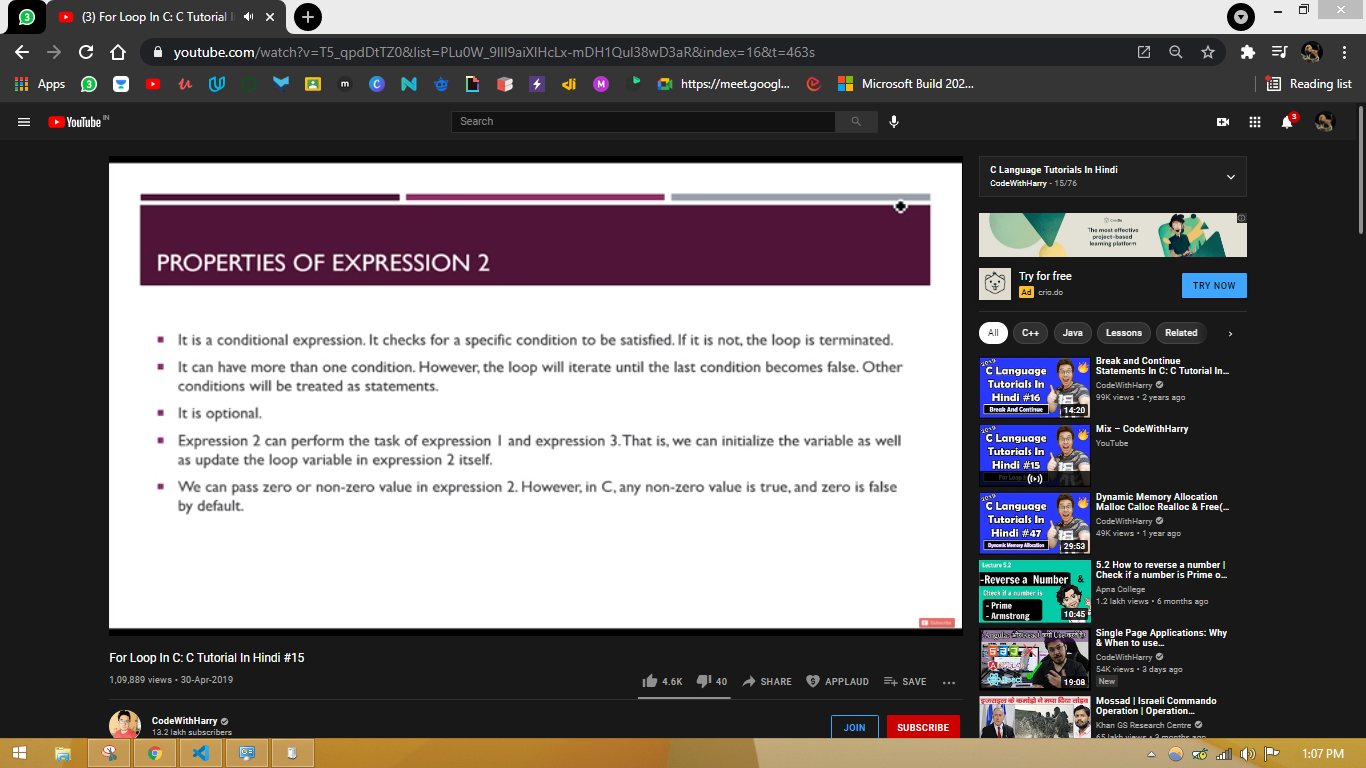 3
(3) For Loop In C: C Tutorial I
youtube.com/watch?v=T5_qpdDtTZ0&list=PLu0W_9lII9aiXlHcLx-mDH1QuI38wD3aR&index=16&t=463s
Apps
3
m
C
M
https://meet.googl...
Microsoft Build 202...
Reading list
YouTube IN
Search
3
PROPERTIES OF EXPRESSION 2
It is a conditional expression. It checks for a specific condition to be satisfied. If it is not, the loop is terminated.
It can have more than one condition. However, the loop will iterate until the last condition becomes false. Other
conditions will be treated as statements.
It is optional.
Expression 2 can perform the task of expression 1 and expression 3. That is, we can initialize the variable as well
as update the loop variable in expression 2 itself.
We can pass zero or non-zero value in expression 2. However, in C, any non-zero value is true, and zero is false
by default.
Subscribe
For Loop In C: C Tutorial In Hindi #15
1,09,889 views • 30-Apr-2019
4.6K
40
SHARE
APPLAUD
SAVE
CodeWithHarry
13.2 lakh subscribers
JOIN
SUBSCRIBE
C Language Tutorials In Hindi
CodeWithHarry - 15/76
Crio.Do
The most effective
project-based
learning platform
Try for free
Ad crio.do
TRY NOW
All
C++
Java
Lessons
Related
2019
C Language
Tutorials In
Hindi #16
Break And Continue
14:20
Break and Continue
Statements In C: C Tutorial In...
CodeWithHarry
99K views • 2 years ago
2019
C Language
Tutorials In
Hindi #15
For Loop In
Mix – CodeWithHarry
YouTube
2019
C Language
Tutorials In
Hindi #47
Dynamic Memory Allocation
29:53
Dynamic Memory Allocation
Malloc Calloc Realloc & Free(...
CodeWithHarry
49K views • 1 year ago
Lecture 5.2
-Reverse a Number &
Check if a number is
- Prime
- Armstrong
10:45
5.2 How to reverse a number |
Check if a number is Prime o...
Apna College
1.2 lakh views • 6 months ago
19:08
Single Page Applications: Why
& When to use...
CodeWithHarry
54K views • 3 days ago
New
Mossad | Israeli Commando
Operation | Operation...
Khan GS Research Centre
65 lakh views • 3 months ago
1:07 PM